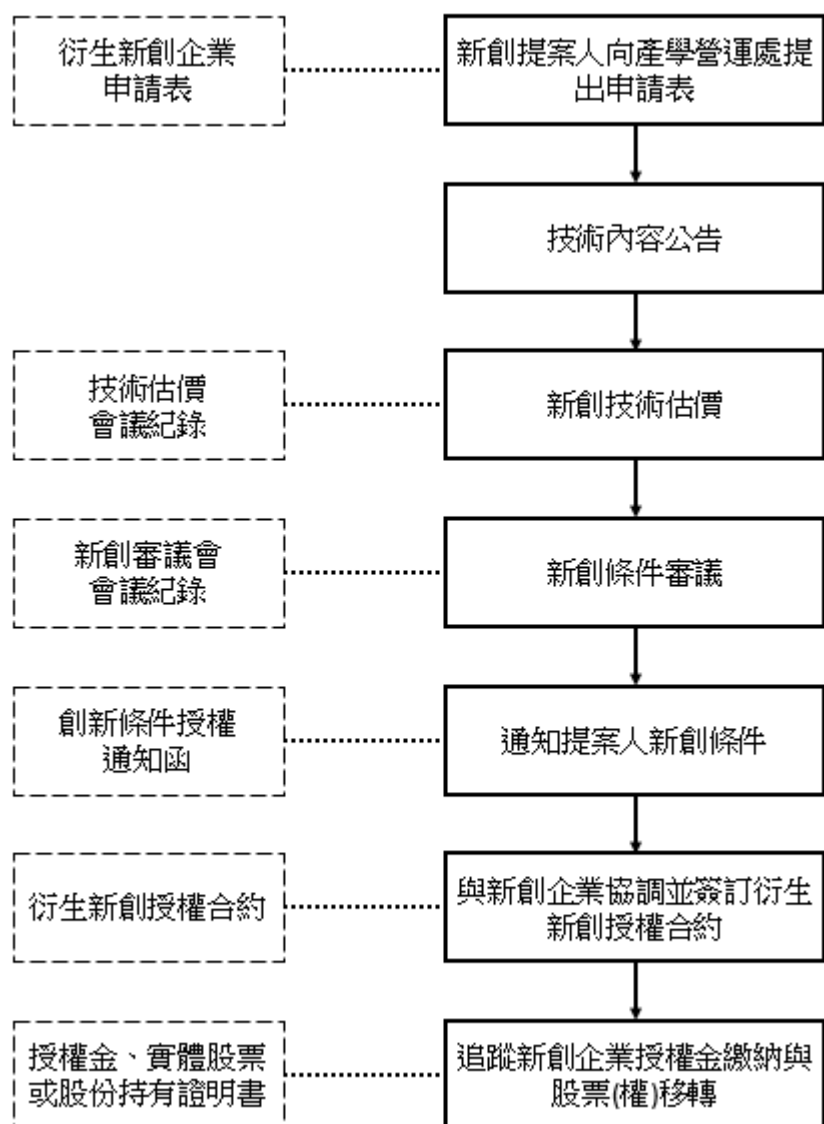 衍生新創企業
申請表
新創提案人向產學營運處提
出申請表
技術內容公告
技術估價
會議紀錄
新創技術估價
新創審議會
會議紀錄
新創條件審議
創新條件授權
通知函
通知提案人新創條件
衍生新創授權合約
與新創企業協調並簽訂衍生
新創授權合約
授權金、實體股票
或股份持有證明書
追蹤新創企業授權金繳納與
股票(權)移轉